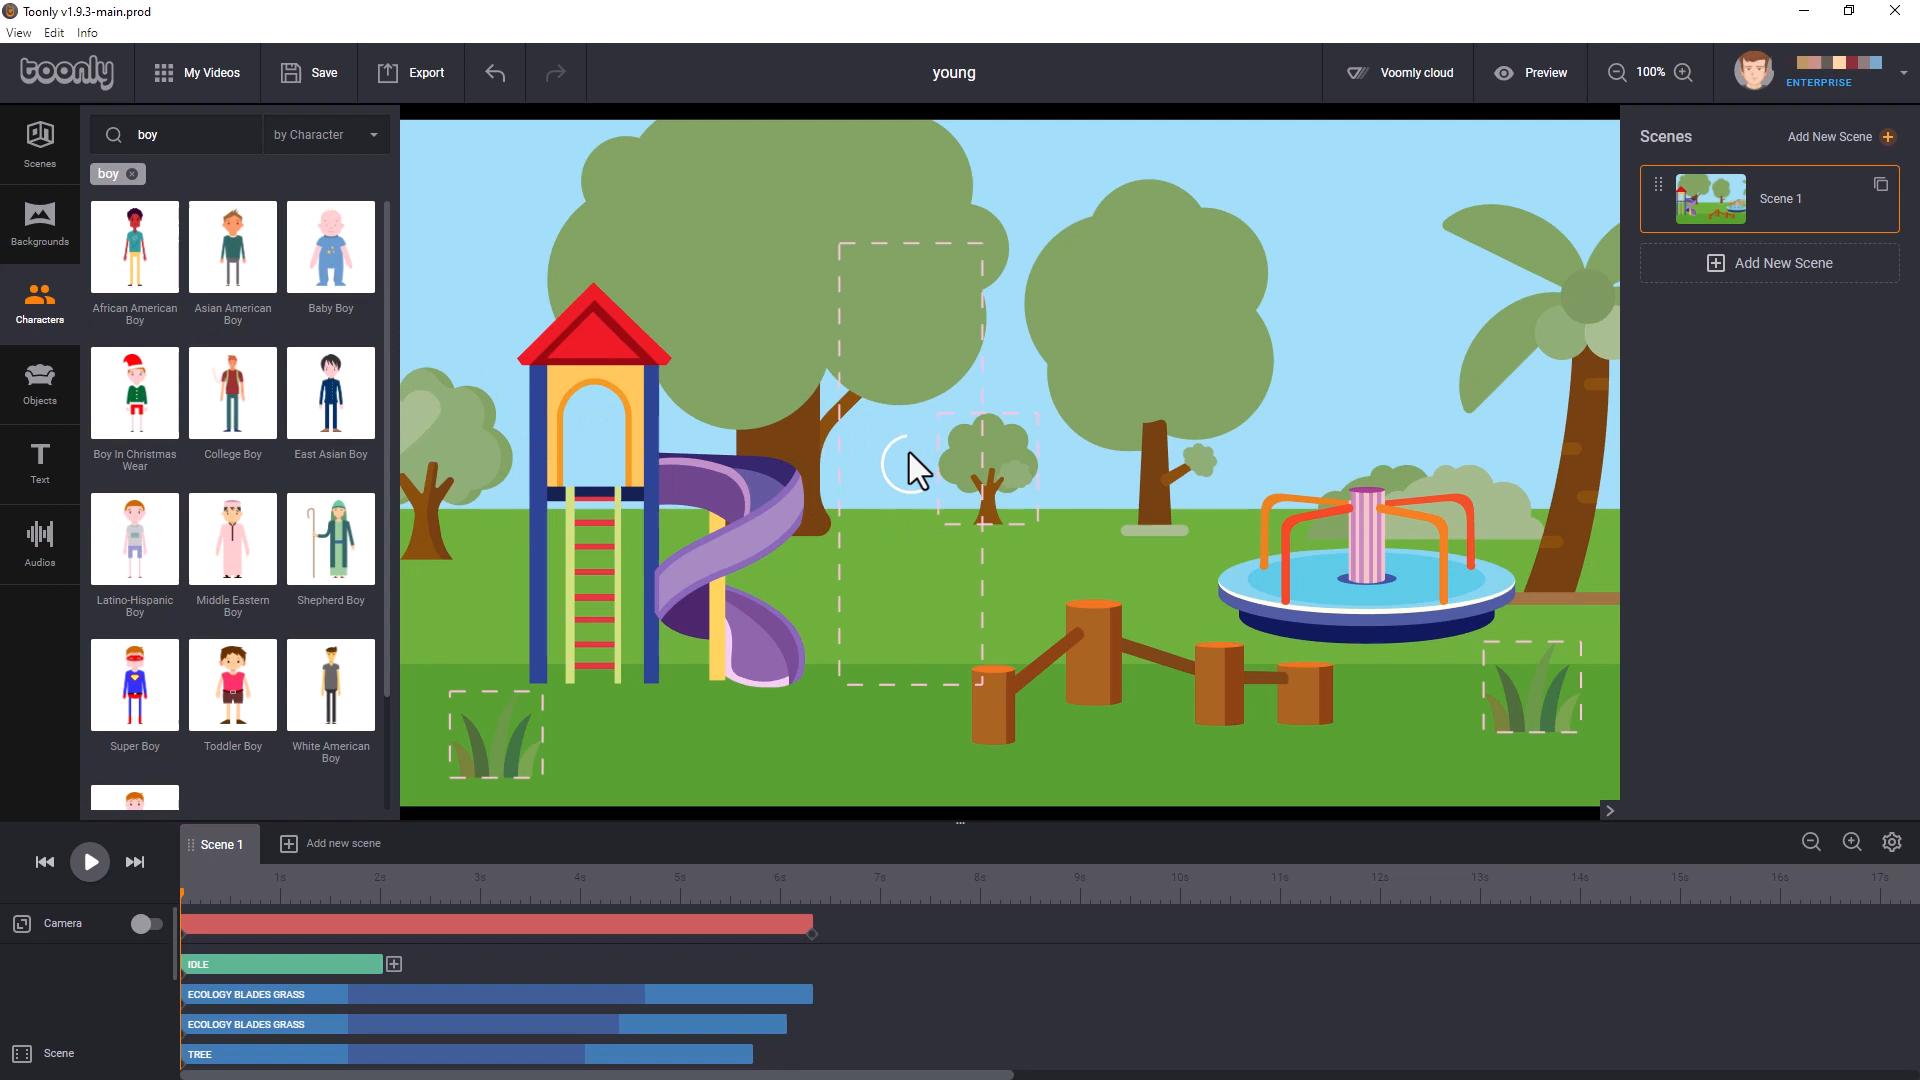 Toonly v1.9.3-main.prod
View Edit Info
toonly
My Videos
Save
Export
young
Voomly cloud
Preview
100%
ENTERPRISE
Scenes
Backgrounds
Characters
Objects
Text
Audios
boy
by Character
boy
African American
Boy
Asian American
Boy
Baby Boy
Boy In Christmas
Wear
College Boy
East Asian Boy
Latino-Hispanic
Boy
Middle Eastern
Boy
Shepherd Boy
Super Boy
Toddler Boy
White American
Boy
Scenes
Add New Scene
Scene 1
Add New Scene
Scene 1
Add new scene
1s 2s 3s 4s 5s 6s 7s 8s 9s 10s 11s 12s 13s 14s 15s 16s 17s
Camera
IDLE
ECOLOGY BLADES GRASS
ECOLOGY BLADES GRASS
Scene
TREE